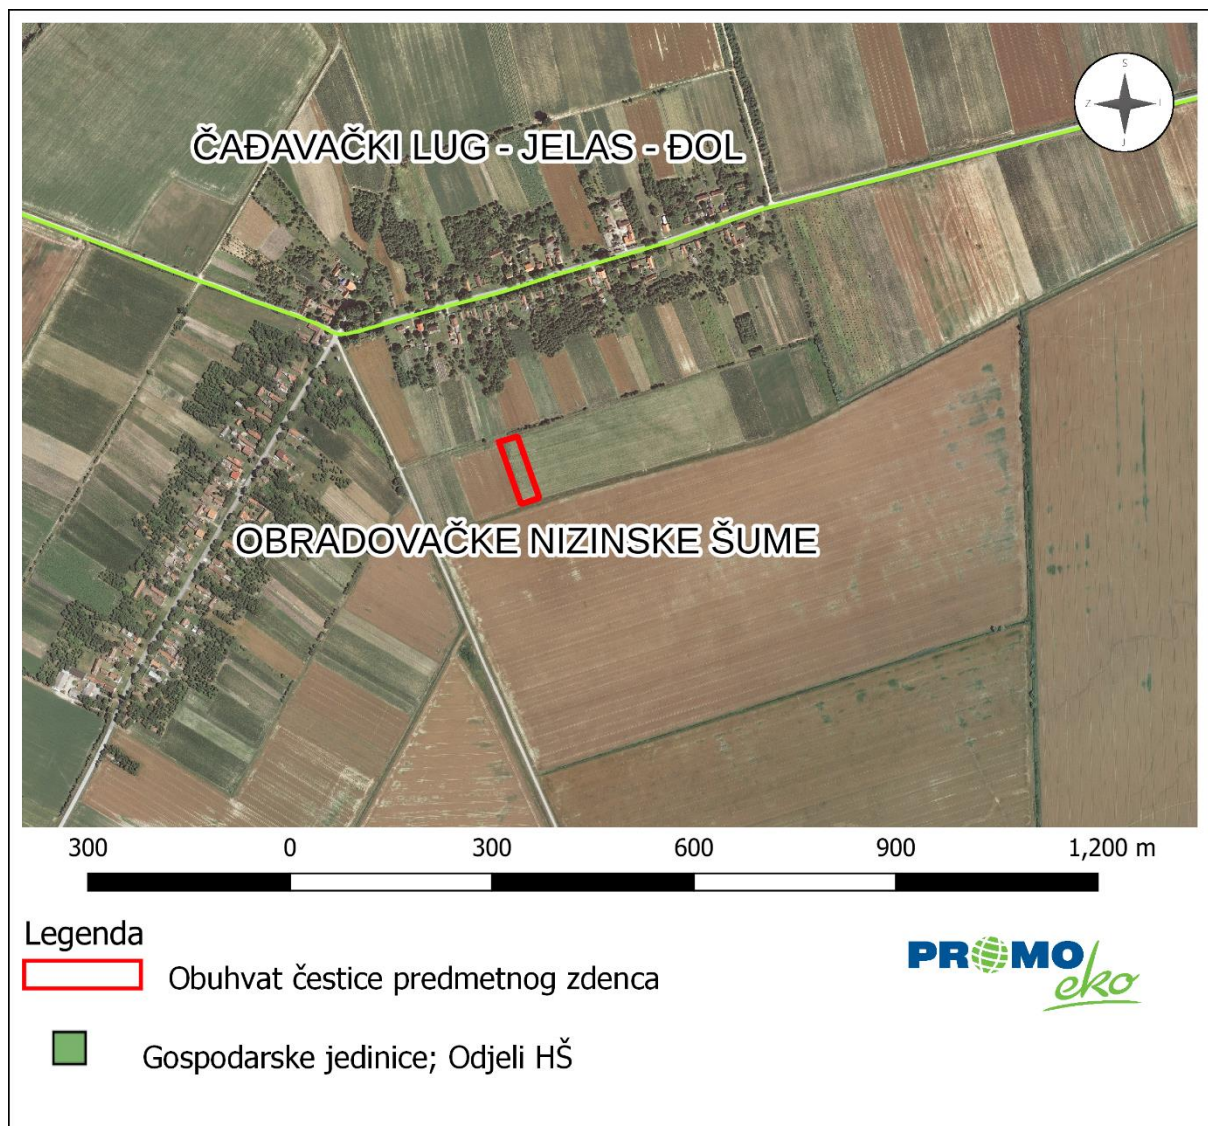 S
Z I
J
ČAĐAVAČKI LUG - JELAS - ĐOL
OBRADOVAČKE NIZINSKE ŠUME
300 0 300 600 900 1,200 m
Legenda
Obuhvat čestice predmetnog zdenca
Gospodarske jedinice; Odjeli HŠ
PROMO
eko